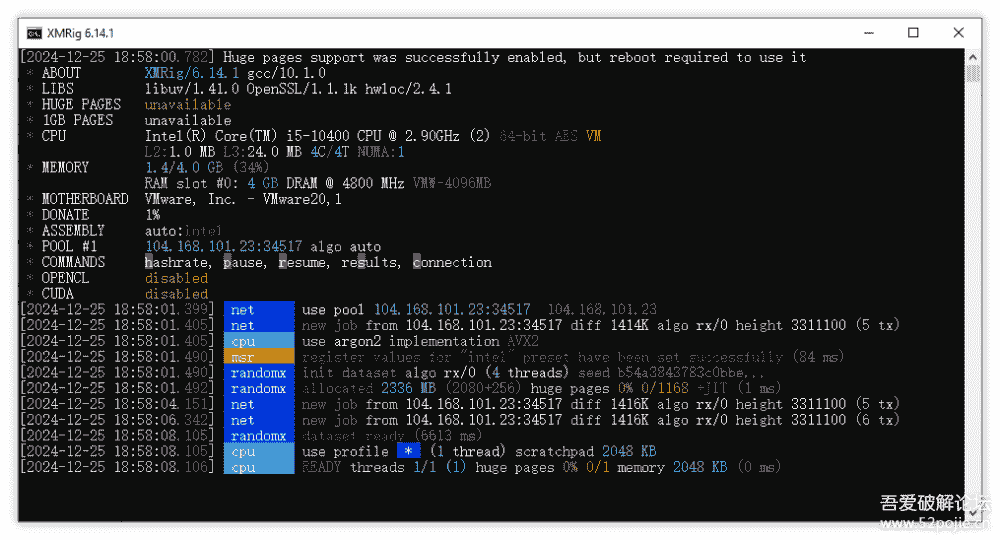 XMRig 6.14.1
[2024-12-25 18:58:00.782] Huge pages support was successfully enabled, but reboot required to use it
* ABOUT XMRig/6.14.1 gcc/10.1.0
* LIBS libuv/1.41.0 OpenSSL/1.1.1k hwloc/2.4.1
* HUGE PAGES unavailable
* 1GB PAGES unavailable
* CPU Intel(R) Core(TM) i5-10400 CPU @ 2.90GHz (2) 64-bit AES VM
L2:1.0 MB L3:24.0 MB 4C/4T NUMA:1
* MEMORY 1.4/4.0 GB (34%)
RAM slot #0: 4 GB DRAM @ 4800 MHz VMW-4096MB
* MOTHERBOARD VMware, Inc. - VMware20,1
* DONATE 1%
* ASSEMBLY auto:intel
* POOL #1 104.168.101.23:34517 algo auto
* COMMANDS hashrate, pause, resume, results, connection
* OPENCL disabled
* CUDA disabled
[2024-12-25 18:58:01.399] net use pool 104.168.101.23:34517 104.168.101.23
[2024-12-25 18:58:01.405] net new job from 104.168.101.23:34517 diff 1414K algo rx/0 height 3311100 (5 tx)
[2024-12-25 18:58:01.405] cpu use argon2 implementation AVX2
[2024-12-25 18:58:01.490] msr register values for "intel" preset have been set successfully (84 ms)
[2024-12-25 18:58:01.490] randomx init dataset algo rx/0 (4 threads) seed b54a3843783c0bbe...
[2024-12-25 18:58:01.492] randomx allocated 2336 MB (2080+256) huge pages 0% 0/1168 +JIT (1 ms)
[2024-12-25 18:58:04.151] net new job from 104.168.101.23:34517 diff 1416K algo rx/0 height 3311100 (5 tx)
[2024-12-25 18:58:06.342] net new job from 104.168.101.23:34517 diff 1416K algo rx/0 height 3311100 (6 tx)
[2024-12-25 18:58:08.105] randomx dataset ready (6613 ms)
[2024-12-25 18:58:08.105] cpu use profile * (1 thread) scratchpad 2048 KB
[2024-12-25 18:58:08.106] cpu READY threads 1/1 (1) huge pages 0% 0/1 memory 2048 KB (0 ms)
吾爱破解论坛
www.52pojie.cn